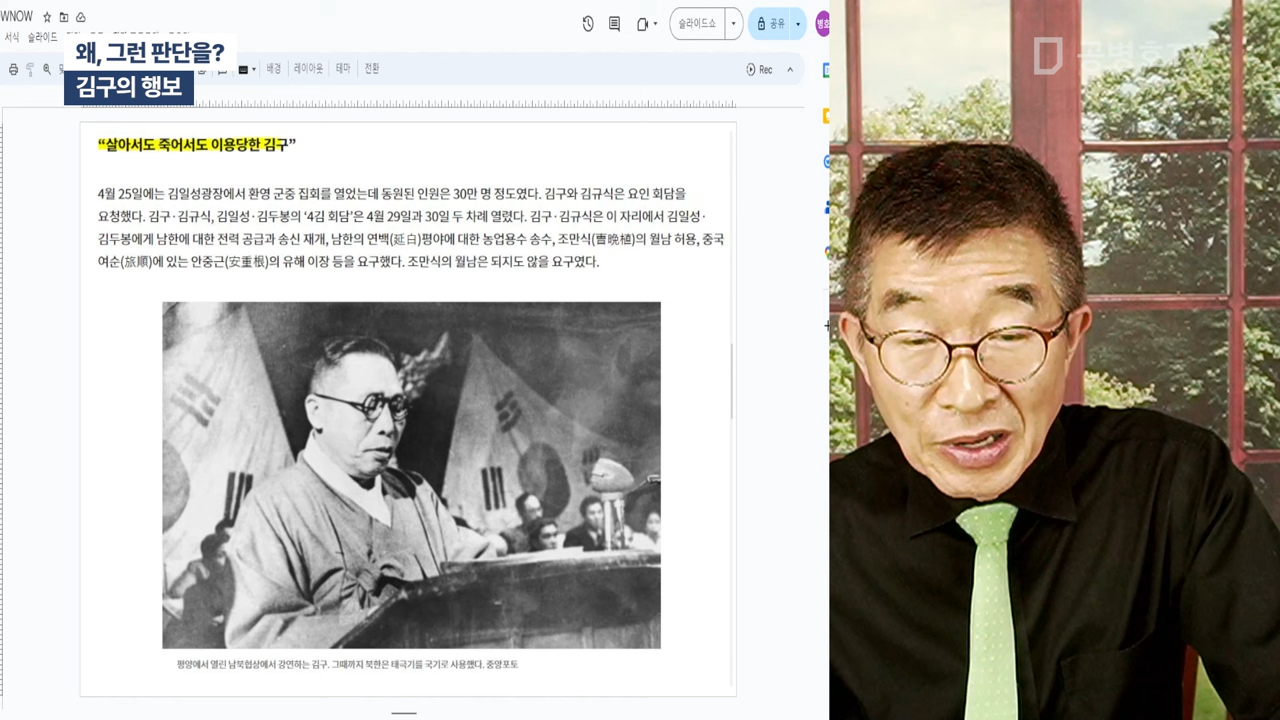 WNOW
서식 슬라이드
슬라이드쇼
공유
병호
왜, 그런 판단을?
김구의 행보
배경 레이아웃 테마 전환
Rec
공병호TV
“살아서도 죽어서도 이용당한 김구”
4월 25일에는 김일성광장에서 환영 군중 집회를 열었는데 동원된 인원은 30만 명 정도였다. 김구와 김규식은 요인 회담을
요청했다. 김구·김규식, 김일성·김두봉의 ‘4김 회담’은 4월 29일과 30일 두 차례 열렸다. 김구·김규식은 이 자리에서 김일성·
김두봉에게 남한에 대한 전력 공급과 송신 재개, 남한의 연백(延白)평야에 대한 농업용수 송수, 조만식(曺晩植)의 월남 허용, 중국
여순(旅順)에 있는 안중근(安重根)의 유해 이장 등을 요구했다. 조만식의 월남은 되지도 않을 요구였다.
평양에서 열린 남북협상에서 강연하는 김구. 그때까지 북한은 태극기를 국기로 사용했다. 중앙포토